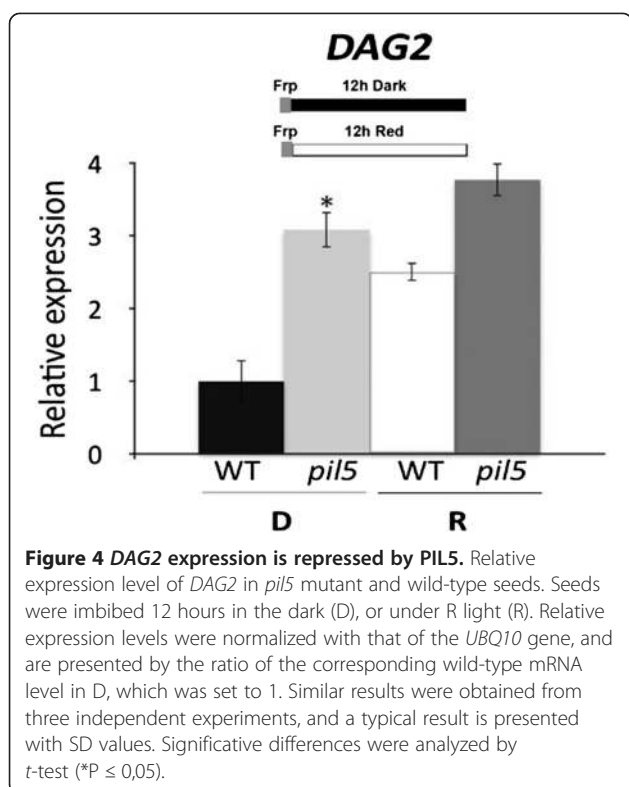 DAG2
Frp 12h Dark
Frp 12h Red
Relative expression
4
3
2
1
0
*
WT pil5 WT pil5
D R
Figure 4 DAG2 expression is repressed by PIL5. Relative
expression level of DAG2 in pil5 mutant and wild-type seeds. Seeds
were imbibed 12 hours in the dark (D), or under R light (R). Relative
expression levels were normalized with that of the UBQ10 gene, and
are presented by the ratio of the corresponding wild-type mRNA
level in D, which was set to 1. Similar results were obtained from
three independent experiments, and a typical result is presented
with SD values. Significative differences were analyzed by
t-test (*P ≤ 0,05).